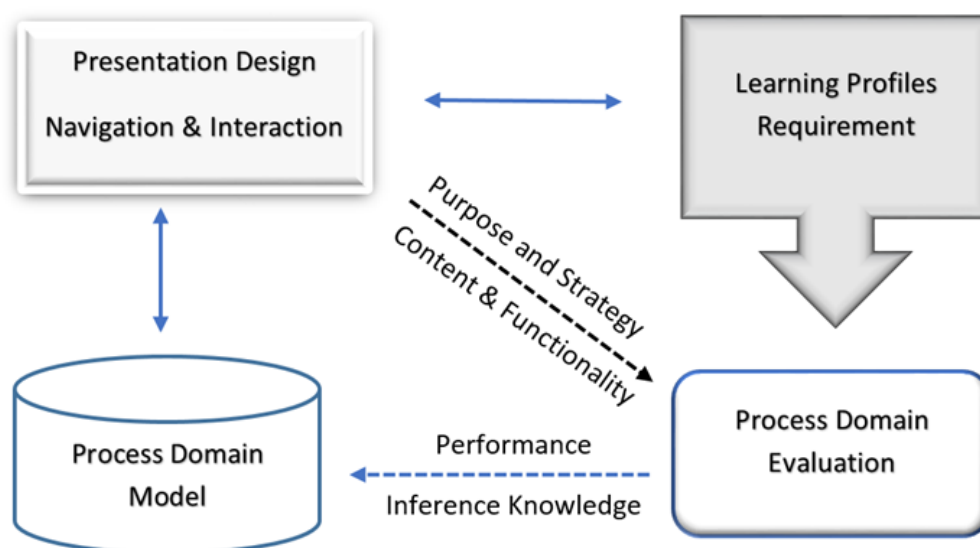 Presentation Design
Navigation & Interaction
Learning Profiles
Requirement
Purpose and Strategy
Content & Functionality
Process Domain
Model
Performance
Inference Knowledge
Process Domain
Evaluation